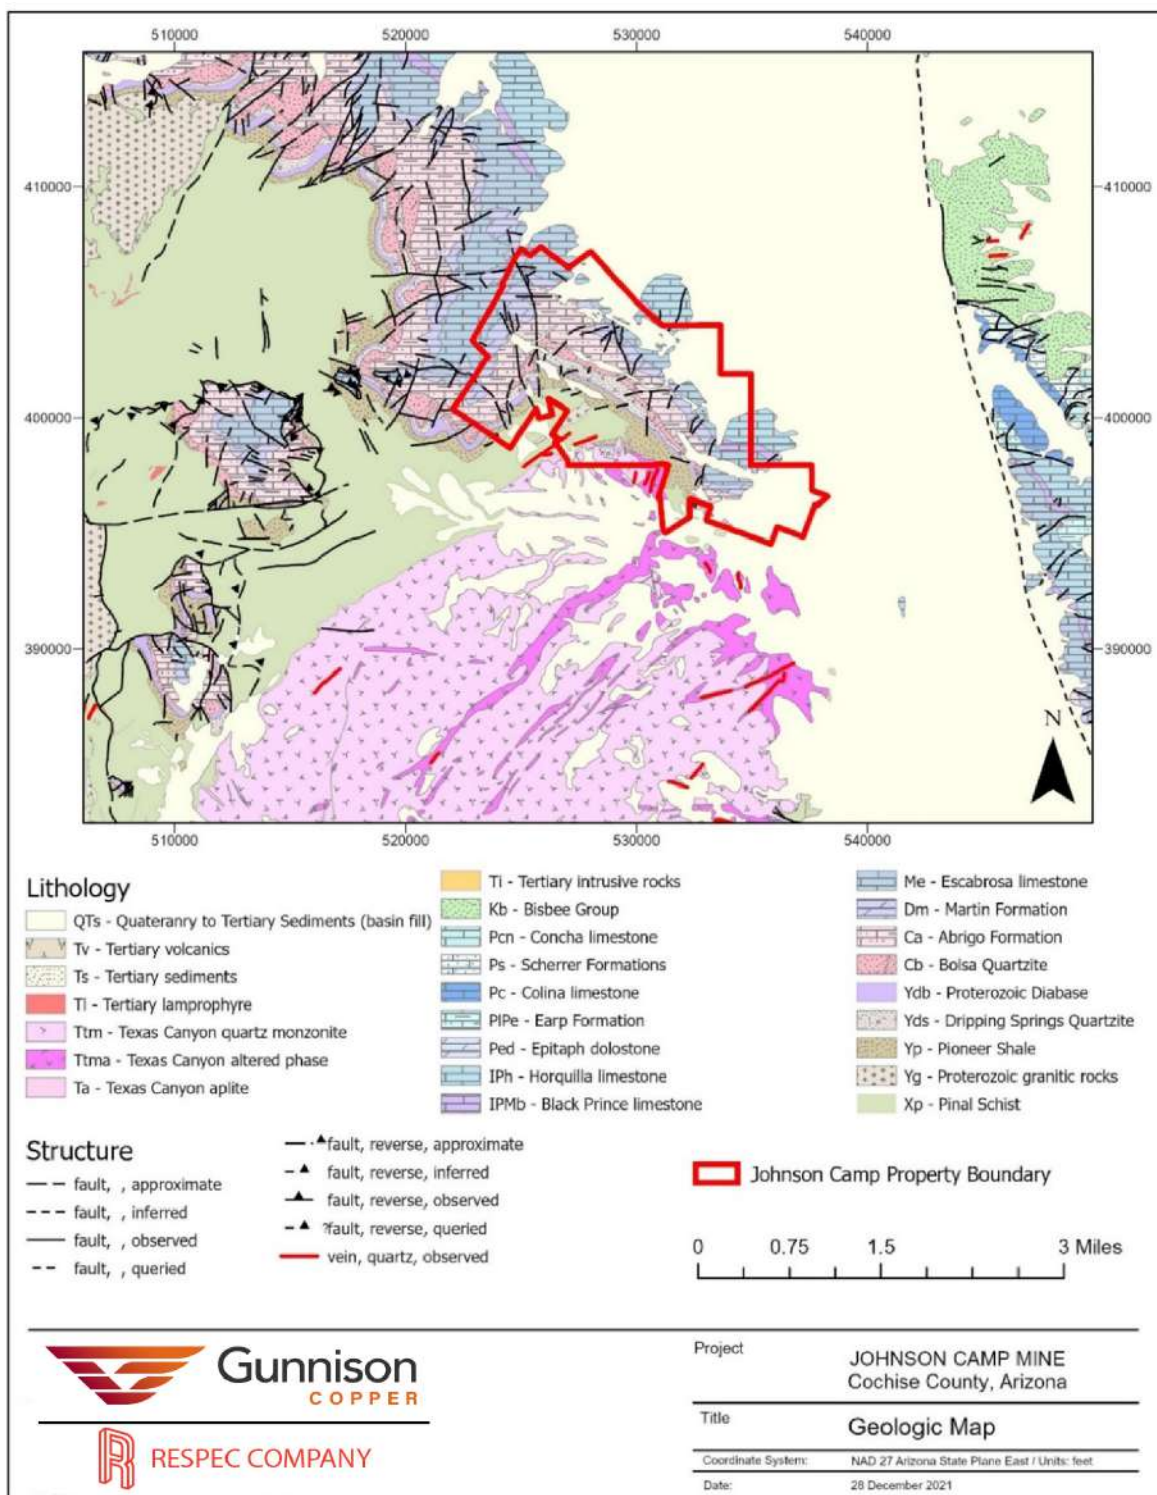 510000 520000 530000 540000
410000 410000
400000 400000
390000 390000
N
510000 520000 530000 540000
Lithology
QTs - Quateranry to Tertiary Sediments (basin fill)
Tv - Tertiary volcanics
Ts - Tertiary sediments
Tl - Tertiary lamprophyre
Ttm - Texas Canyon quartz monzonite
Ttma - Texas Canyon altered phase
Ta - Texas Canyon aplite
Ti - Tertiary intrusive rocks
Kb - Bisbee Group
Pcn - Concha limestone
Ps - Scherrer Formations
Pc - Colina limestone
PIPe - Earp Formation
Ped - Epitaph dolostone
IPh - Horquilla limestone
IPMb - Black Prince limestone
Me - Escabrosa limestone
Dm - Martin Formation
Ca - Abrigo Formation
Cb - Bolsa Quartzite
Ydb - Proterozoic Diabase
Yds - Dripping Springs Quartzite
Yp - Pioneer Shale
Yg - Proterozoic granitic rocks
Xp - Pinal Schist
Structure
fault, , approximate
fault, , inferred
fault, , observed
fault, , queried
fault, reverse, approximate
fault, reverse, inferred
fault, reverse, observed
?fault, reverse, queried
vein, quartz, observed
Johnson Camp Property Boundary
0 0.75 1.5 3 Miles
Gunnison
COPPER
RESPEC COMPANY
Project
JOHNSON CAMP MINE
Cochise County, Arizona
Title
Geologic Map
Coordinate System: NAD 27 Arizona State Plane East / Units: feet
Date: 28 December 2021